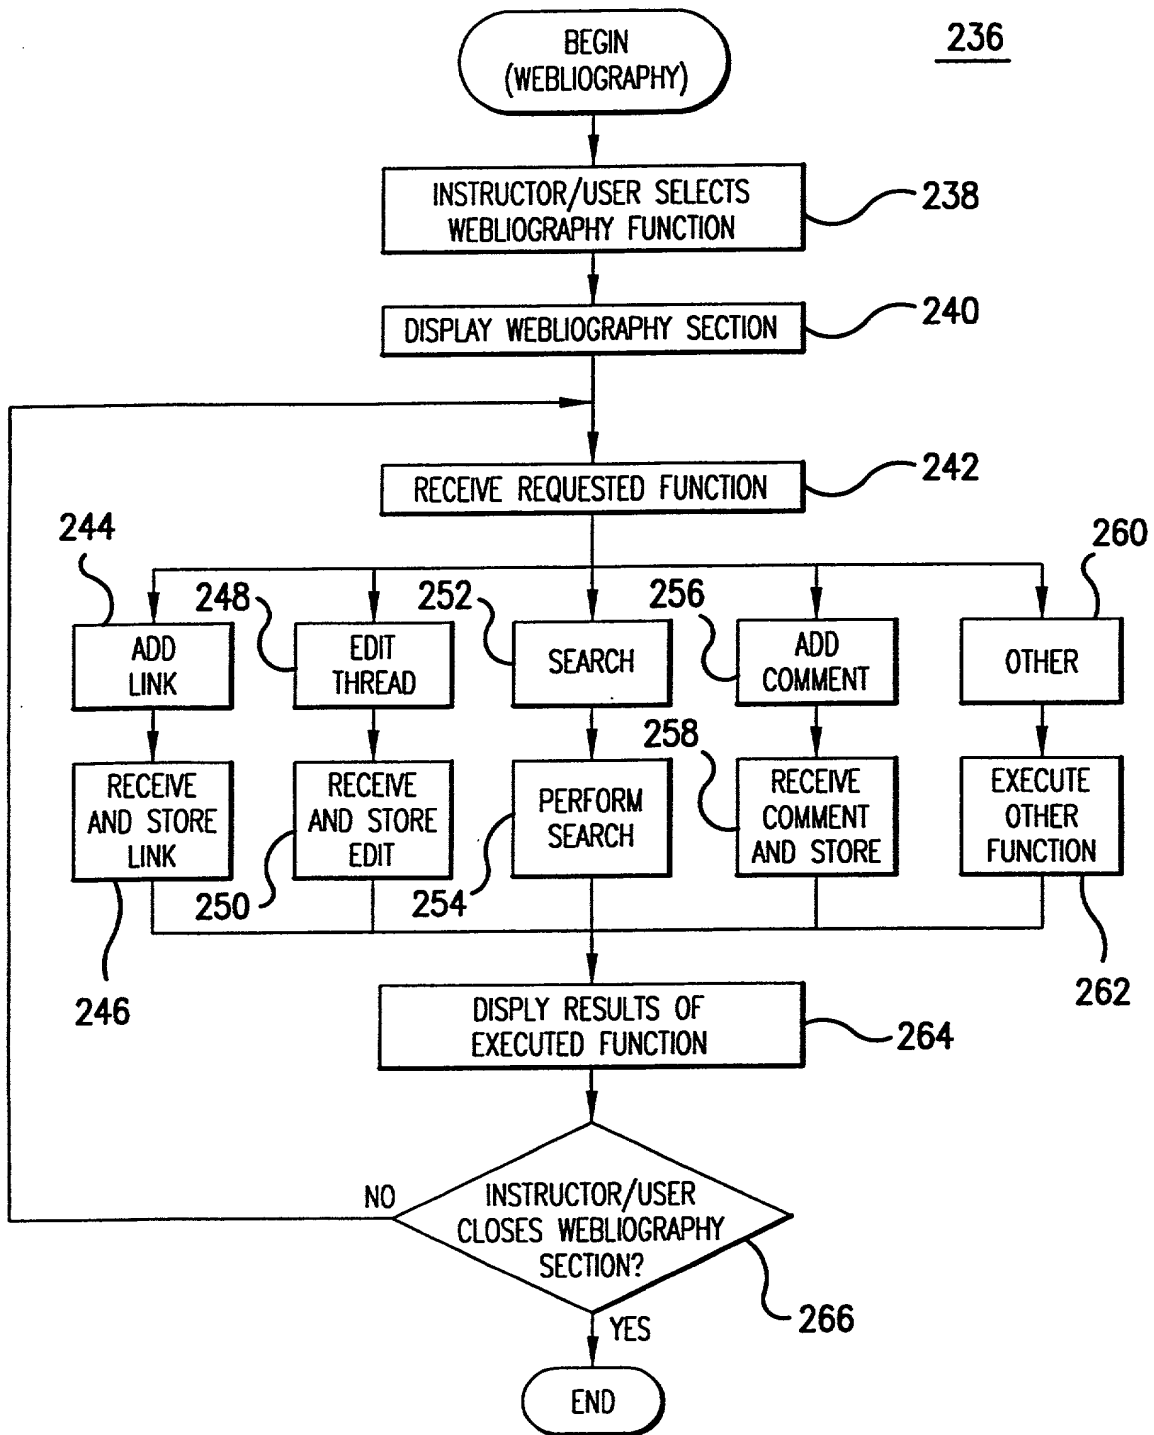 BEGIN
(WEBLIOGRAPHY)
236
INSTRUCTOR/USER SELECTS
WEBLIOGRAPHY FUNCTION
238
DISPLAY WEBLIOGRAPHY SECTION
240
RECEIVE REQUESTED FUNCTION
242
244
248
252
256
260
ADD
LINK
EDIT
THREAD
SEARCH
ADD
COMMENT
OTHER
RECEIVE
AND STORE
LINK
246
RECEIVE
AND STORE
EDIT
250
PERFORM
SEARCH
254
258
RECEIVE
COMMENT
AND STORE
EXECUTE
OTHER
FUNCTION
262
DISPLY RESULTS OF
EXECUTED FUNCTION
264
NO
INSTRUCTOR/USER
CLOSES WEBLIOGRAPHY
SECTION?
266
YES
END